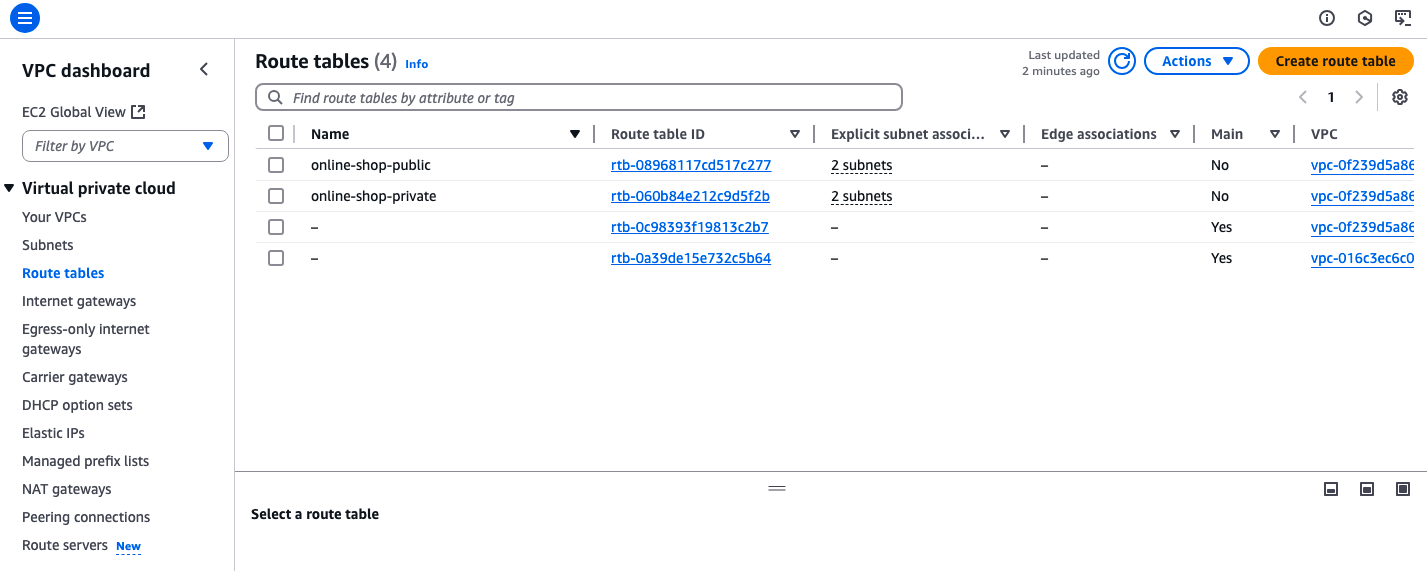 VPC dashboard
EC2 Global View
Filter by VPC
Virtual private cloud
Your VPCs
Subnets
Route tables
Internet gateways
Egress-only internet
gateways
Carrier gateways
DHCP option sets
Elastic IPs
Managed prefix lists
NAT gateways
Peering connections
Route servers New
Route tables (4) Info
Last updated
2 minutes ago
Actions
Create route table
Find route tables by attribute or tag
1
Name Route table ID Explicit subnet associ... Edge associations Main VPC
online-shop-public rtb-08968117cd517c277 2 subnets – No vpc-0f239d5a86
online-shop-private rtb-060b84e212c9d5f2b 2 subnets – No vpc-0f239d5a86
– rtb-0c98393f19813c2b7 – – Yes vpc-0f239d5a86
– rtb-0a39de15e732c5b64 – – Yes vpc-016c3ec6c0
Select a route table